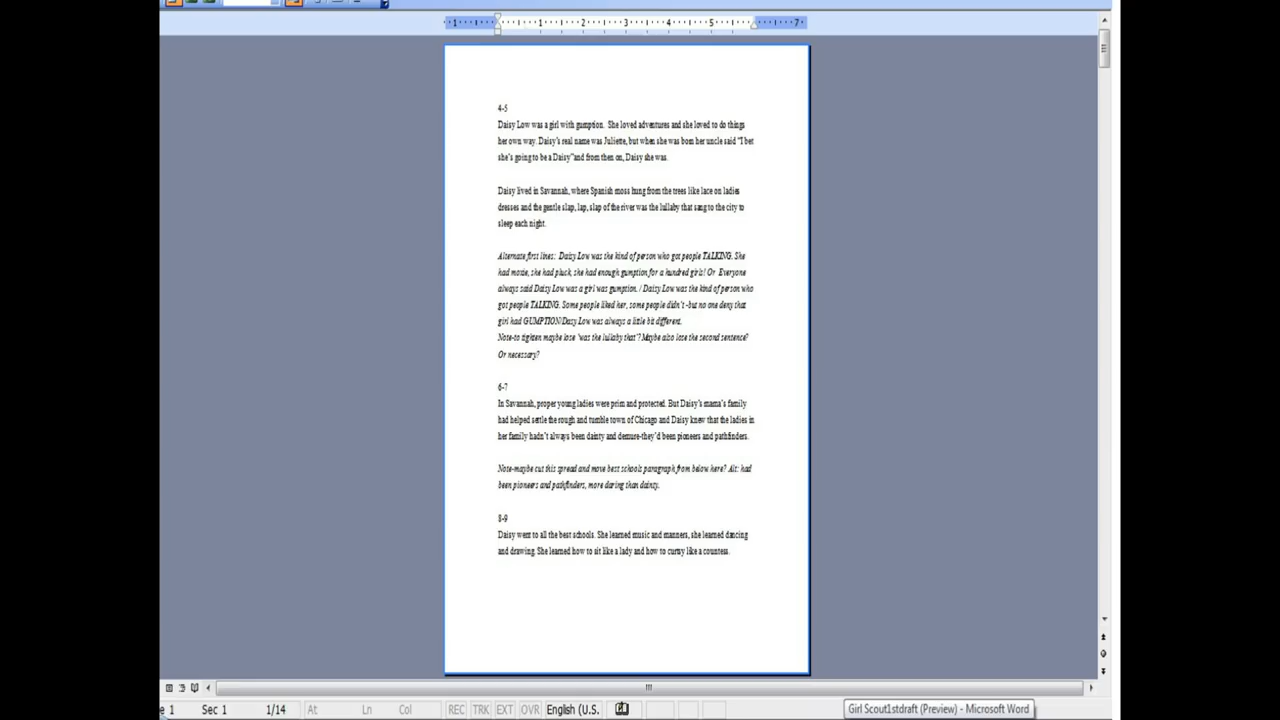 1 1 2 3 4 5 7
4-5
Daisy Low was a girl with gumption. She loved adventures and she loved to do things
her own way. Daisy's real name was Juliette, but when she was born her uncle said "I bet
she's going to be a Daisy"and from then on, Daisy she was.
Daisy lived in Savannah, where Spanish moss hung from the trees like lace on ladies
dresses and the gentle slap, lap, slap of the river was the lullaby that sang to the city to
sleep each night.
Alternate first lines: Daisy Low was the kind of person who got people TALKING. She
had moxie, she had pluck, she had enough gumption for a hundred girls! Or Everyone
always said Daisy Low was a girl was gumption. / Daisy Low was the kind of person who
got people TALKING. Some people liked her, some people didn't -but no one deny that
girl had GUMPTION/Dasy Low was always a little bit different.
Note-to tighten maybe lose 'was the lullaby that'? Maybe also lose the second sentence?
Or necessary?
6-7
In Savannah, proper young ladies were prim and protected. But Daisy's mama's family
had helped settle the rough and tumble town of Chicago and Daisy knew that the ladies in
her family hadn't always been dainty and demure-they'd been pioneers and pathfinders.
Note-maybe cut this spread and move best schools paragraph from below here? Alt: had
been pioneers and pathfinders, more daring than dainty.
8-9
Daisy went to all the best schools. She learned music and manners, she learned dancing
and drawing. She learned how to sit like a lady and how to curtsy like a countess.
e 1 Sec 1 1/14 At Ln Col REC TRK EXT OVR English (U.S. Girl Scout1stdraft (Preview) - Microsoft Word